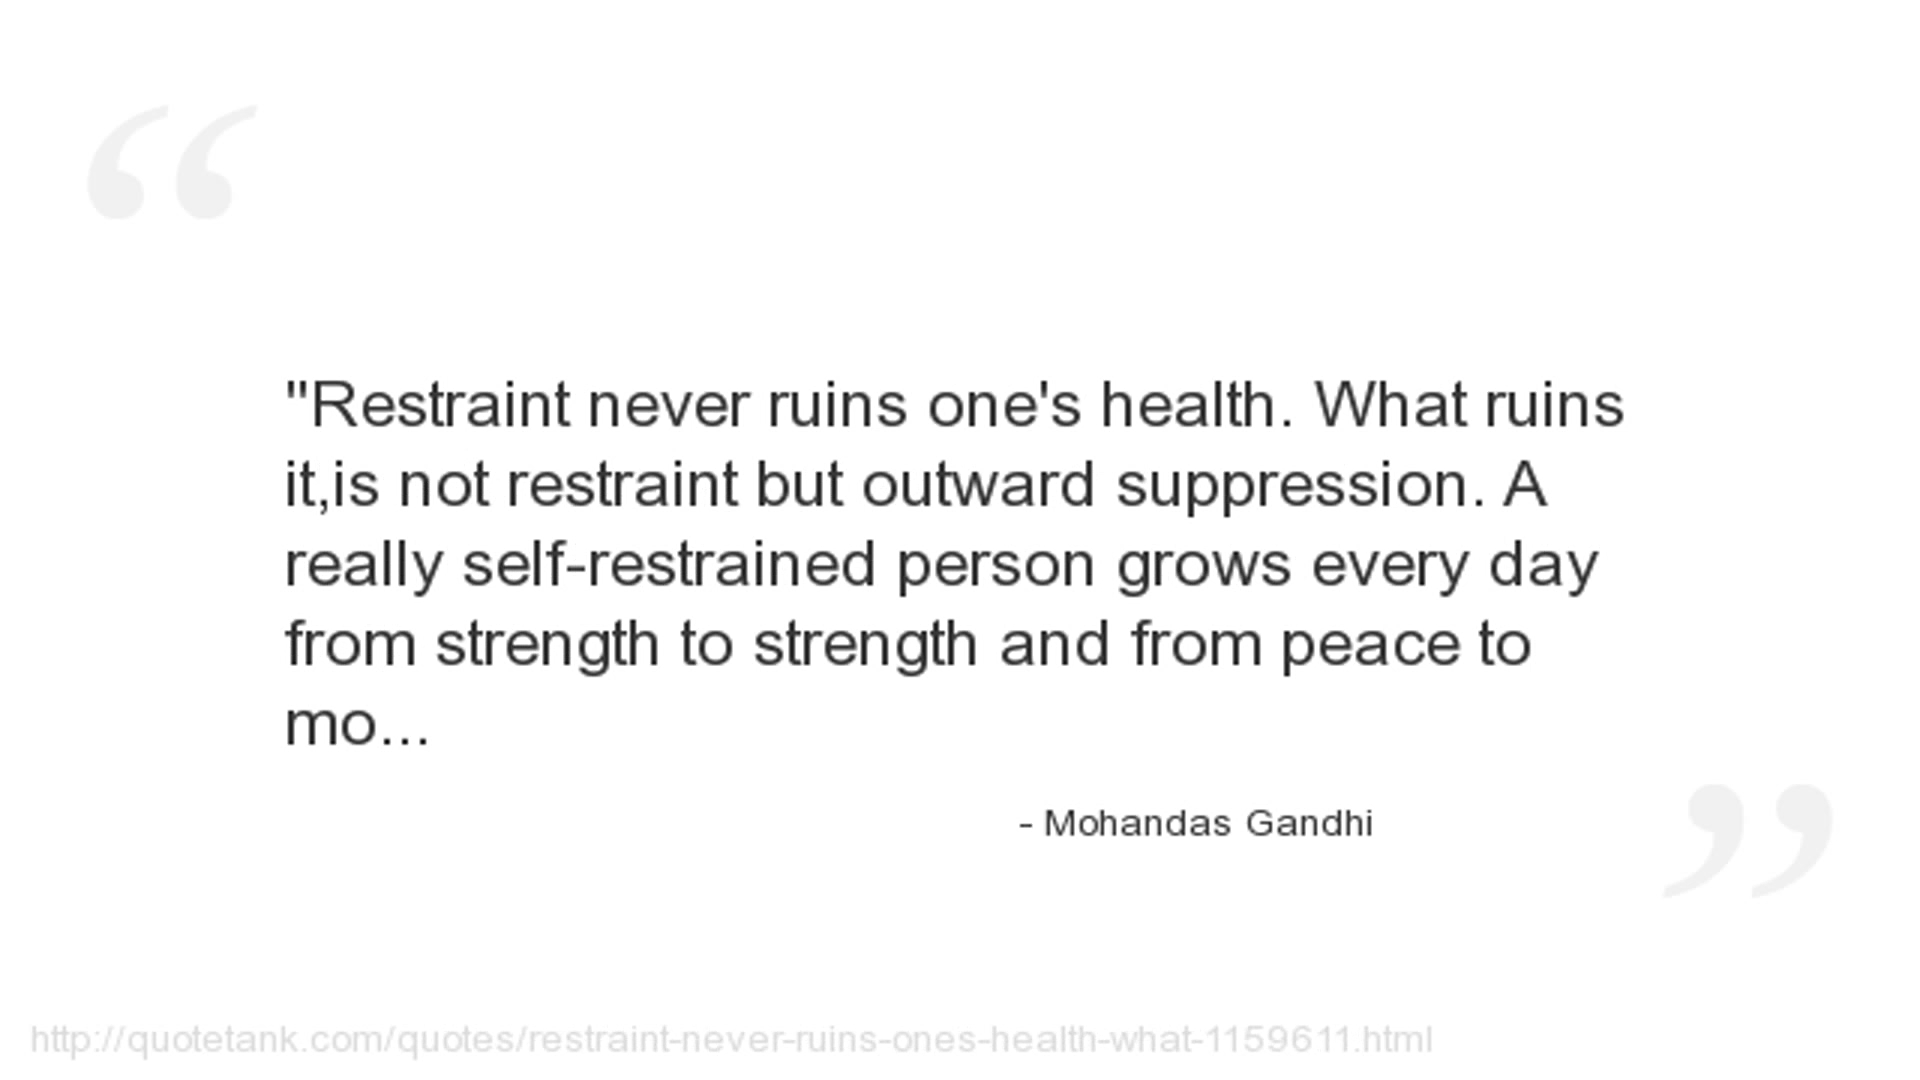 "Restraint never ruins one's health. What ruins
it,is not restraint but outward suppression. A
really self-restrained person grows every day
from strength to strength and from peace to
mo...
- Mohandas Gandhi
http://quotetank.com/quotes/restraint-never-ruins-ones-health-what-1159611.html